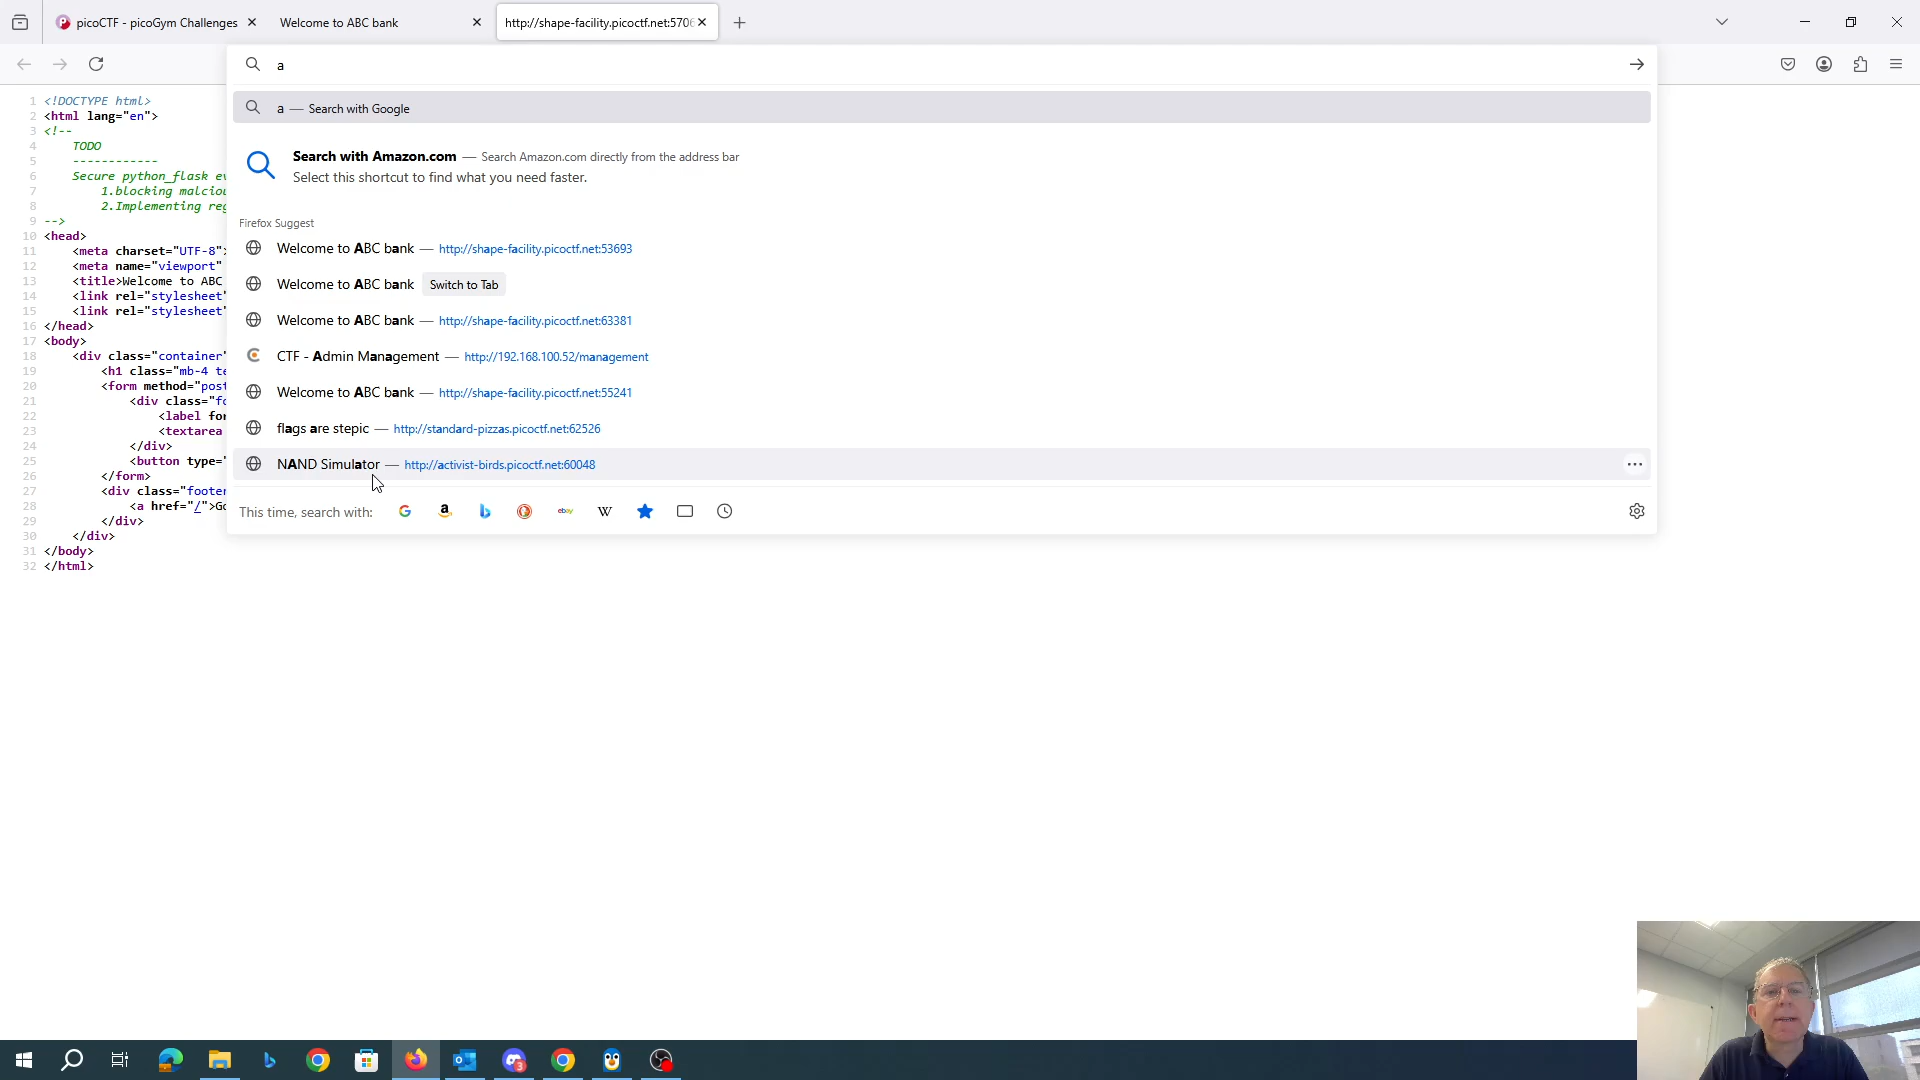 picoCTF - picoGym Challenges
Welcome to ABC bank
http://shape-facility.picoctf.net:5706
a
a — Search with Google
Search with Amazon.com — Search Amazon.com directly from the address bar
Select this shortcut to find what you need faster.
Firefox Suggest
Welcome to ABC bank — http://shape-facility.picoctf.net:53693
Welcome to ABC bank Switch to Tab
Welcome to ABC bank — http://shape-facility.picoctf.net:63381
CTF - Admin Management — http://192.168.100.52/management
Welcome to ABC bank — http://shape-facility.picoctf.net:55241
flags are stepic — http://standard-pizzas.picoctf.net:62526
NAND Simulator — http://activist-birds.picoctf.net:60048
This time, search with:
1 <!DOCTYPE html>
2 <html lang="en">
3 <!--
4 TODO
5 ------------
6 Secure python_flask ev
7 1.blocking malciou
8 2.Implementing reg
9 -->
10 <head>
11 <meta charset="UTF-8">
12 <meta name="viewport"
13 <title>Welcome to ABC
14 <link rel="stylesheet"
15 <link rel="stylesheet"
16 </head>
17 <body>
18 <div class="container"
19 <h1 class="mb-4 te
20 <form method="post
21 <div class="fo
22 <label for
23 <textarea
24 </div>
25 <button type="
26 </form>
27 <div class="footer
28 <a href="/">Go
29 </div>
30 </div>
31 </body>
32 </html>